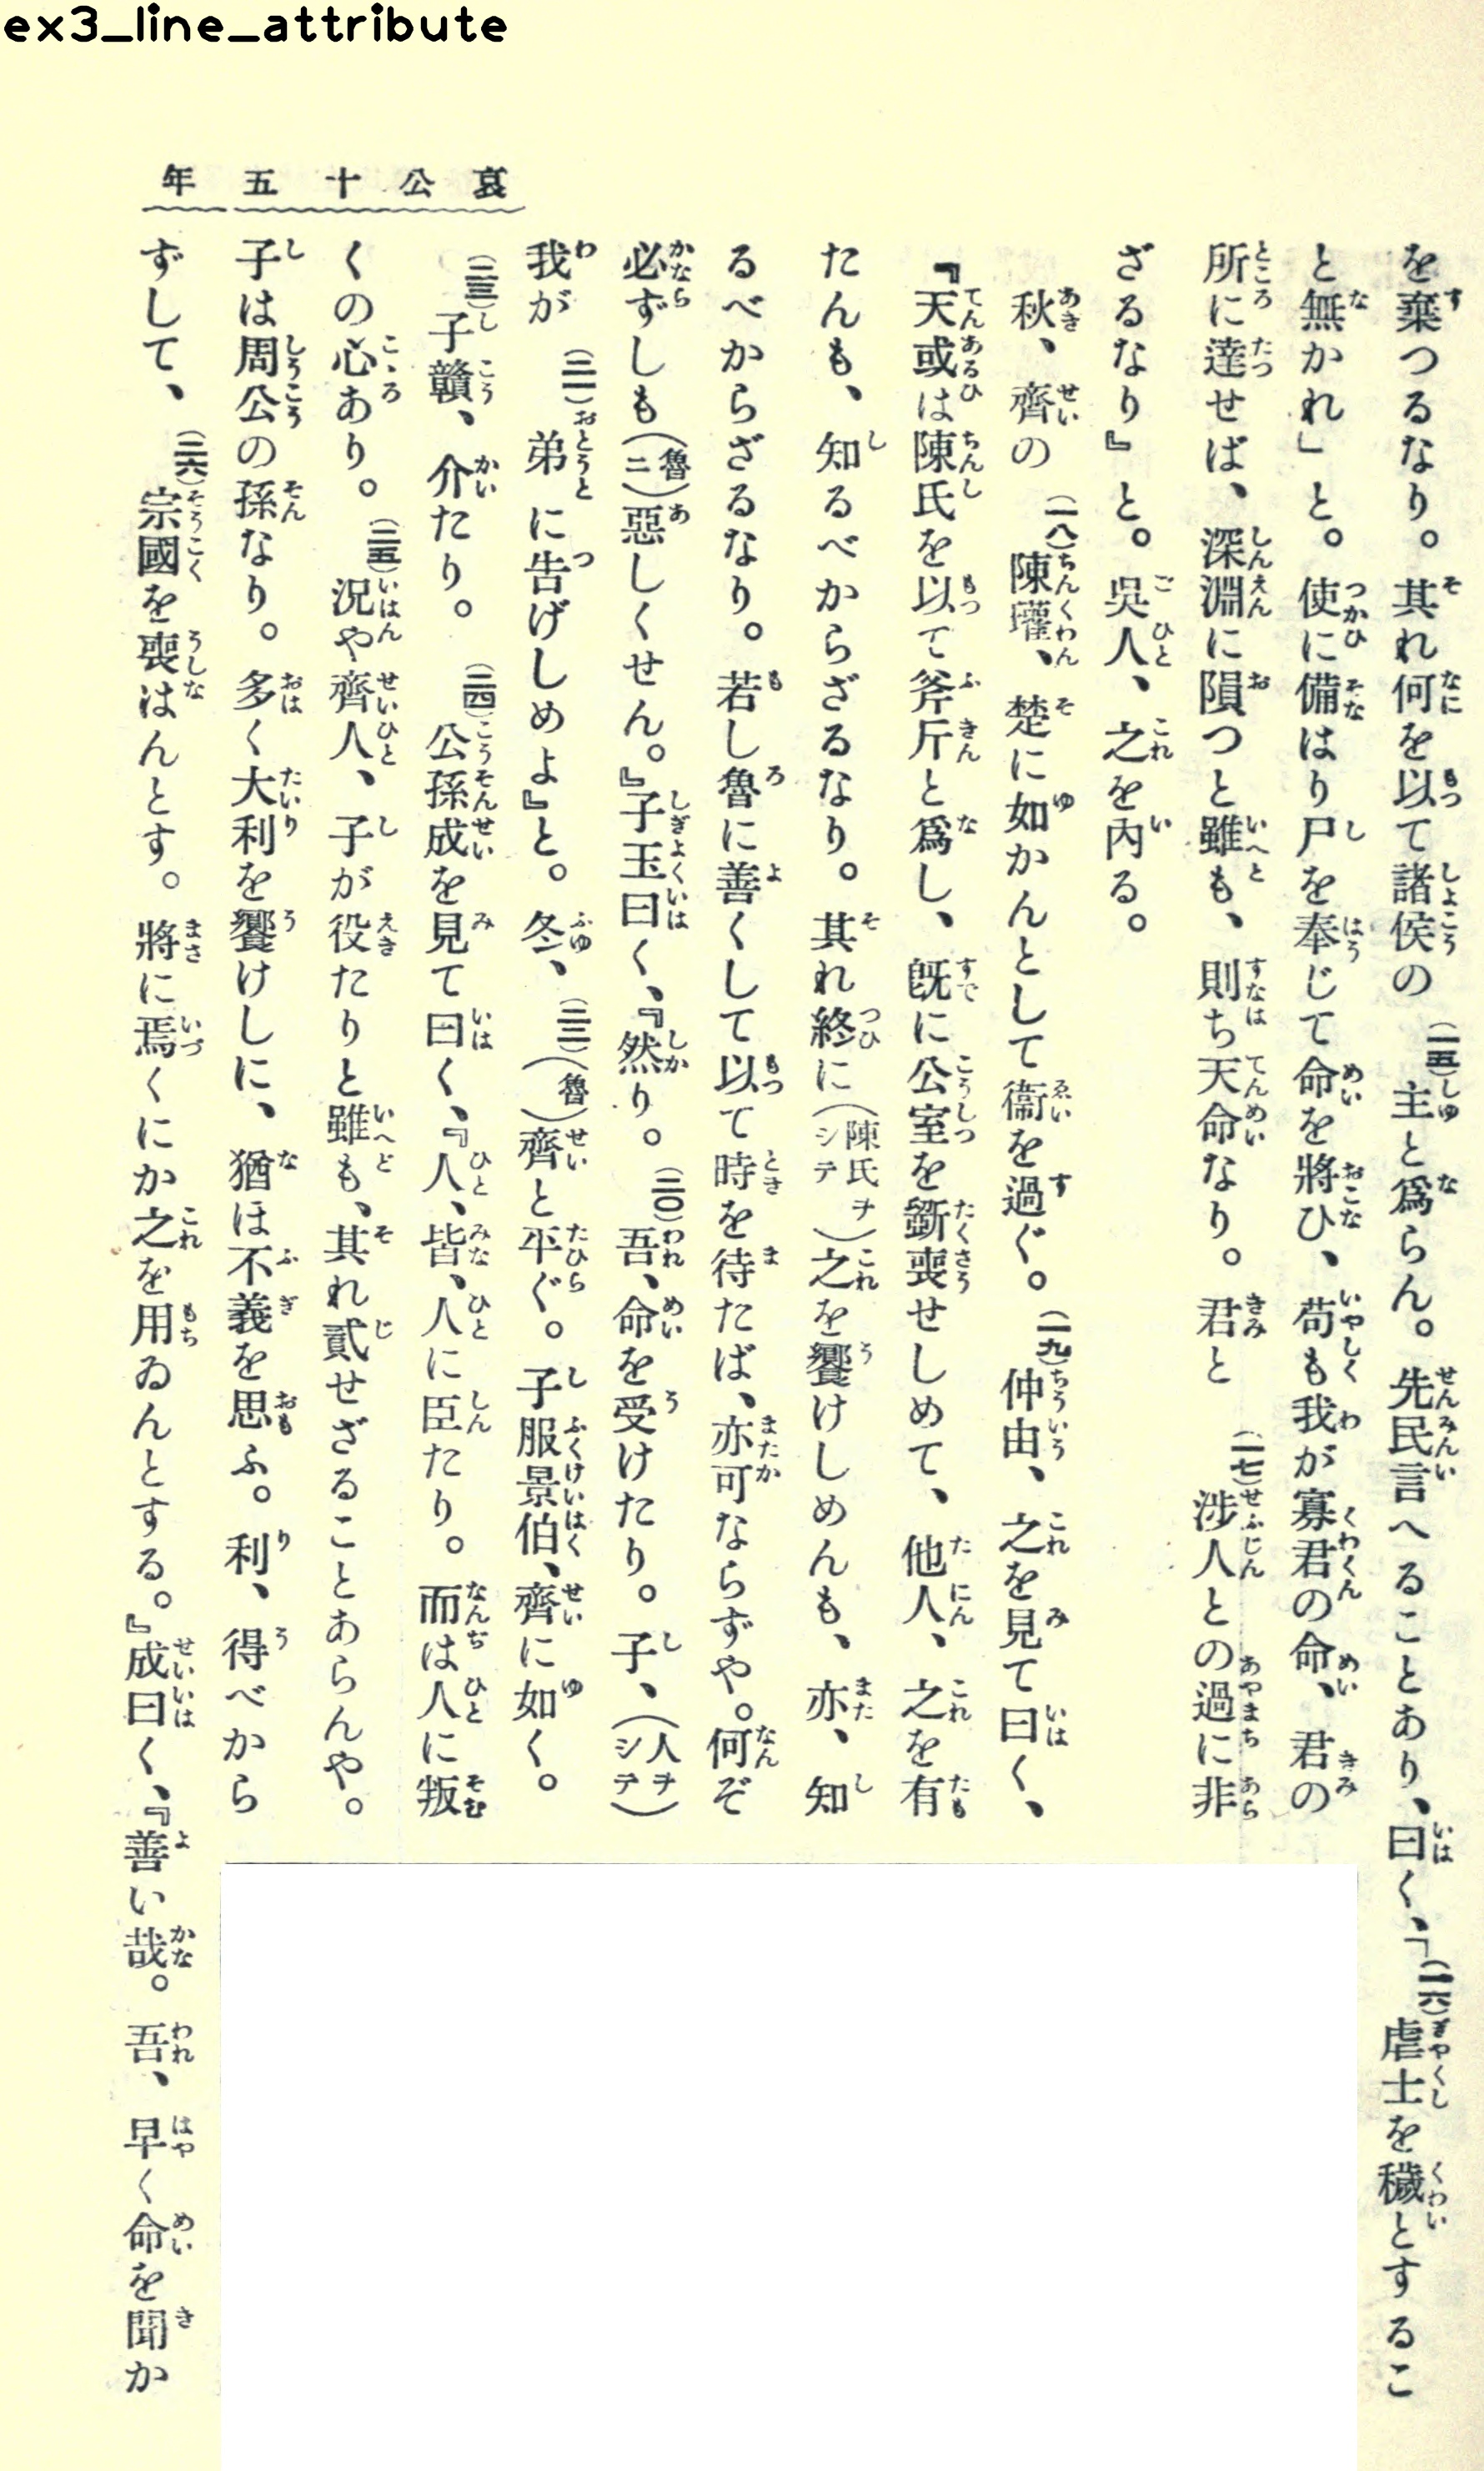 ex3_line_attribute
哀公十五年
を棄つるなり。其れ何を以て諸侯の(一五)主と爲らん。先民言へることあり、曰く、「(一六)虐士を穢とするこ
と無かれ」と。使に備はり尸を奉じて命を將ひ、苟も我が寡君の命、君の
所に達せば、深淵に隕つと雖も、則ち天命なり。君と(一七)涉人との過に非
ざるなり』と。吳人、之を內る。
秋、齊の(一八)陳瓘、楚に如かんとして衞を過ぐ。(一九)仲由、之を見て曰く、
『天或は陳氏を以て斧斤と爲し、旣に公室を斵喪せしめて、他人、之を有
たんも、知るべからざるなり。其れ終に(陳氏ヲシテ)之を饗けしめんも、亦、知
るべからざるなり。若し魯に善くして以て時を待たば、亦可ならずや。何ぞ
必ずしも(魯ニ)惡しくせん。』子玉曰く、『然り。(二〇)吾、命を受けたり。子、(人ヲシテ)
我が(二一)弟に告げしめよ』と。冬、(二二)(魯)齊と平ぐ。子服景伯、齊に如く。
(二三)子贛、介たり。(二四)公孫成を見て曰く、『人、皆、人に臣たり。而は人に叛
くの心あり。(二五)況や齊人、子が役たりと雖も、其れ貳せざることあらんや。
子は周公の孫なり。多く大利を饗けしに、猶ほ不義を思ふ。利、得べから
ずして、(二六)宗國を喪はんとす。將に焉くにか之を用ゐんとする。』成曰く、『善い哉。吾、早く命を聞か